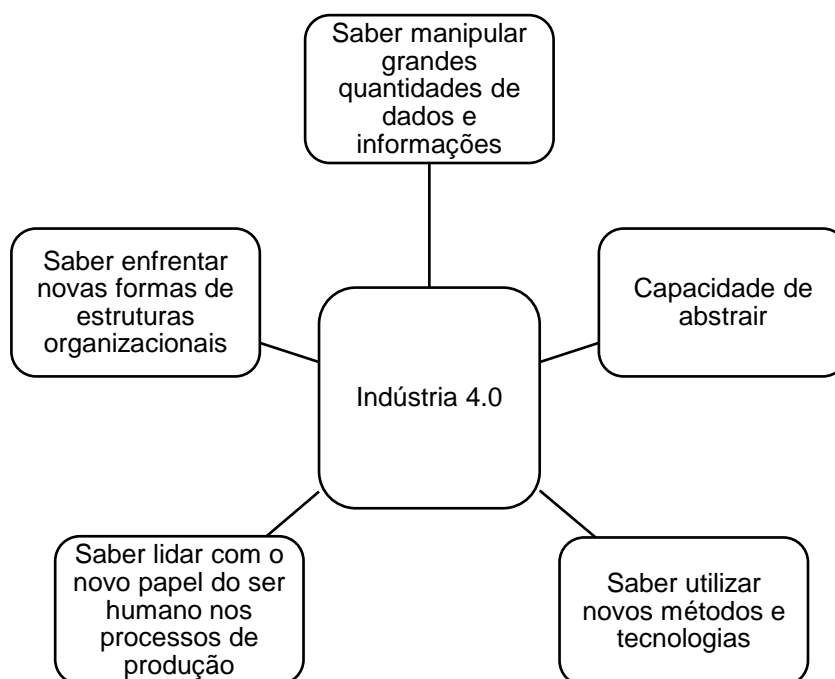 Saber manipular
grandes
quantidades de
dados e
informações
Saber enfrentar
novas formas de
estruturas
organizacionais
Capacidade de
abstrair
Indústria 4.0
Saber lidar com o
novo papel do ser
humano nos
processos de
produção
Saber utilizar
novos métodos e
tecnologias